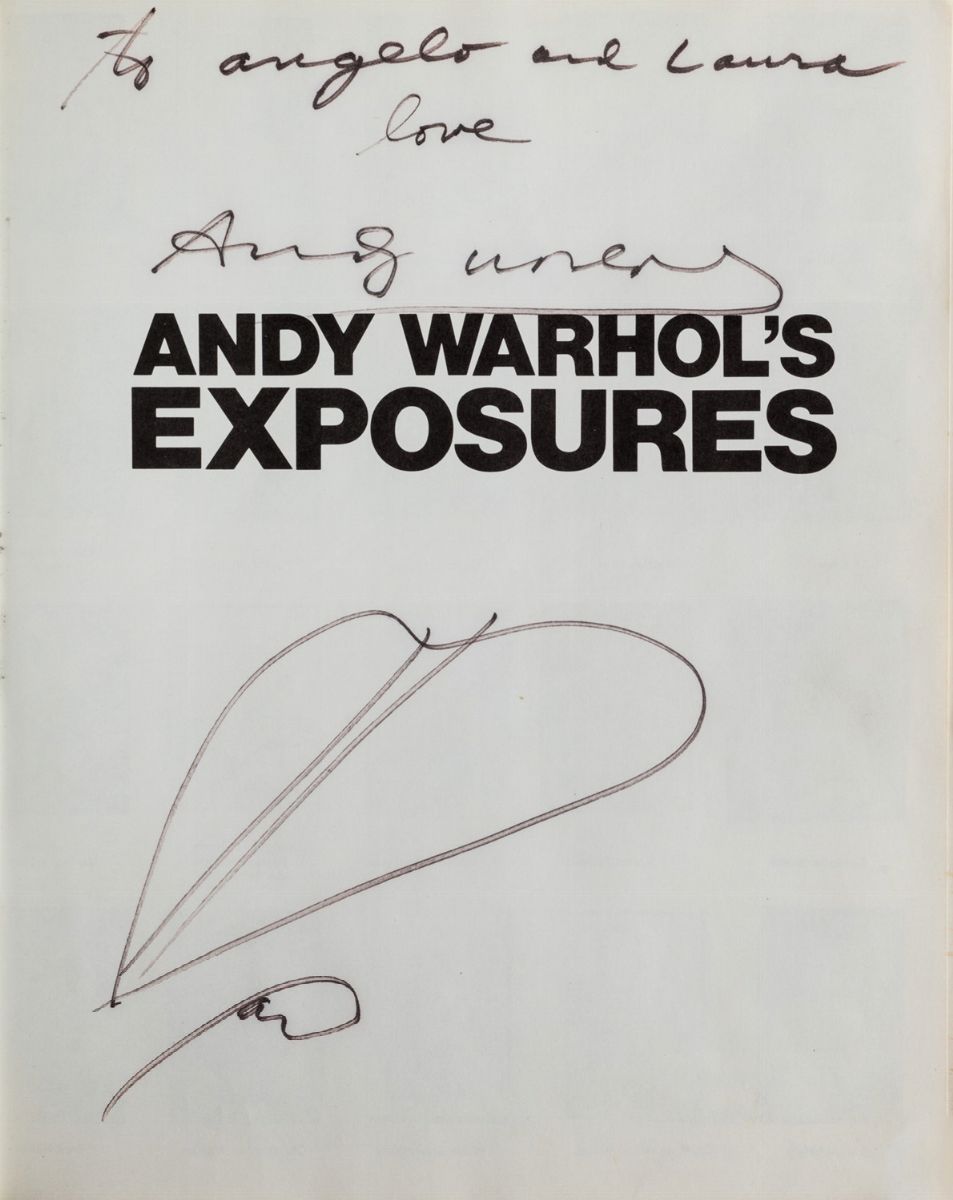 to angelo and Laura
love
Andy Warhol
ANDY WARHOL'S
EXPOSURES